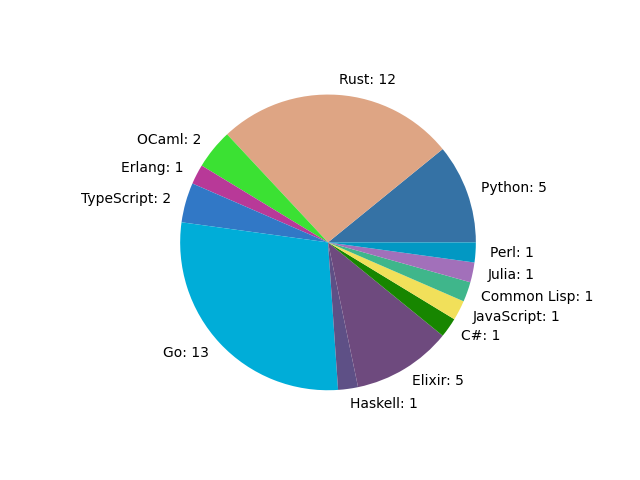 Rust: 12
OCaml: 2
Erlang: 1
TypeScript: 2
Python: 5
Perl: 1
Julia: 1
Common Lisp: 1
JavaScript: 1
C#: 1
Go: 13
Elixir: 5
Haskell: 1